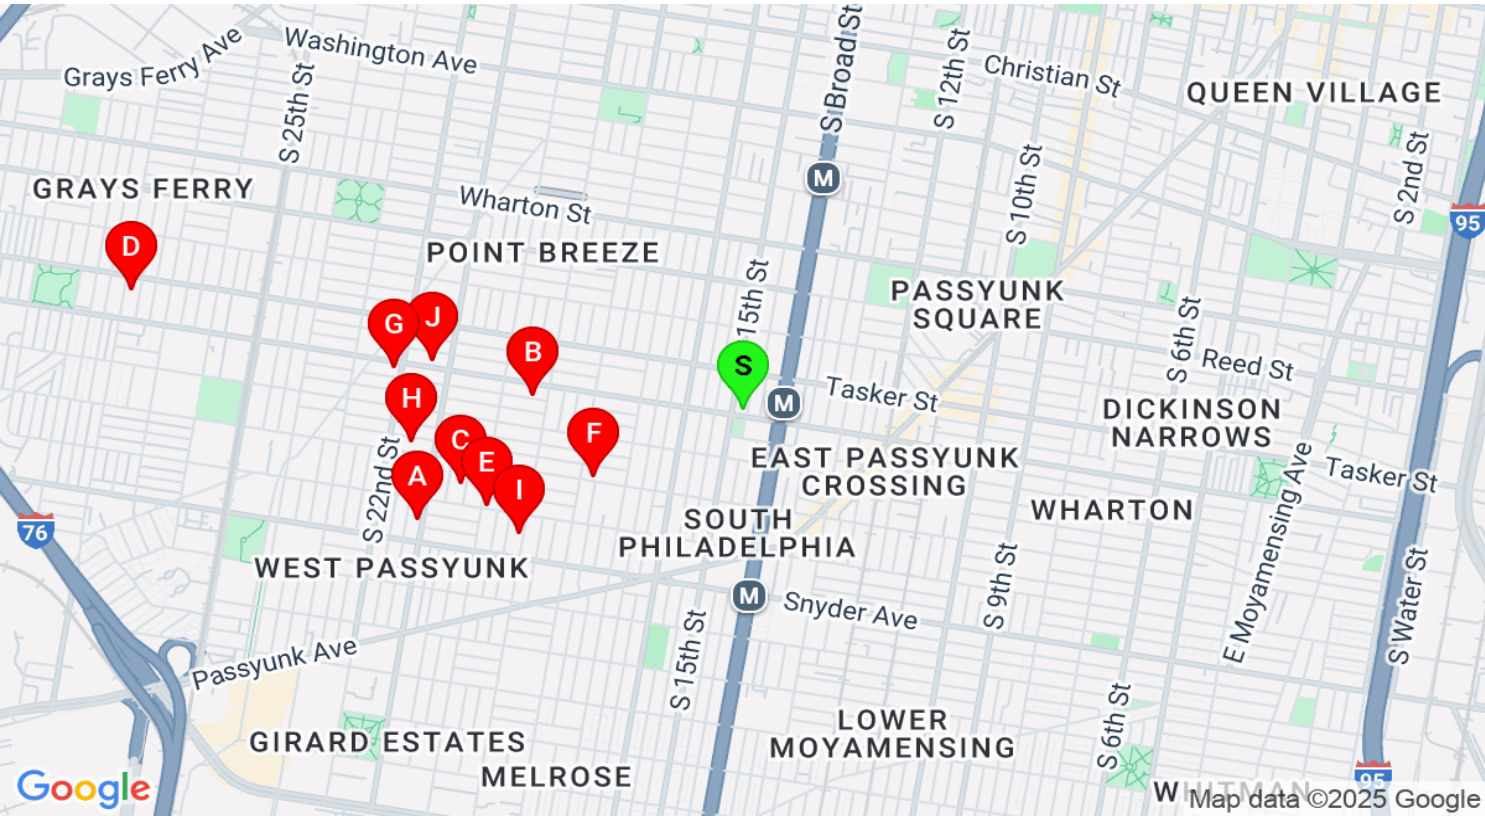 Washington Ave
Grays Ferry Ave
S 25th St
S Broad St
S 12th St
Christian St
QUEEN VILLAGE
S 2nd St
S 10th St
M
GRAYS FERRY
Wharton St
95
D
POINT BREEZE
15th St
PASSYUNK
SQUARE
S 6th St
G
J
B
S
Reed St
Tasker St
M
H
DICKINSON
NARROWS
C
F
E
A
I
S 22nd St
EAST PASSYUNK
CROSSING
Tasker St
WHARTON
E Moyamensing Ave
76
SOUTH
PHILADELPHIA
WEST PASSYUNK
S 9th St
M
Snyder Ave
S Water St
Passyunk Ave
S 15th St
S 6th St
GIRARD ESTATES
LOWER
MOYAMENSING
MELROSE
95
WHITMAN
Google
Map data ©2025 Google